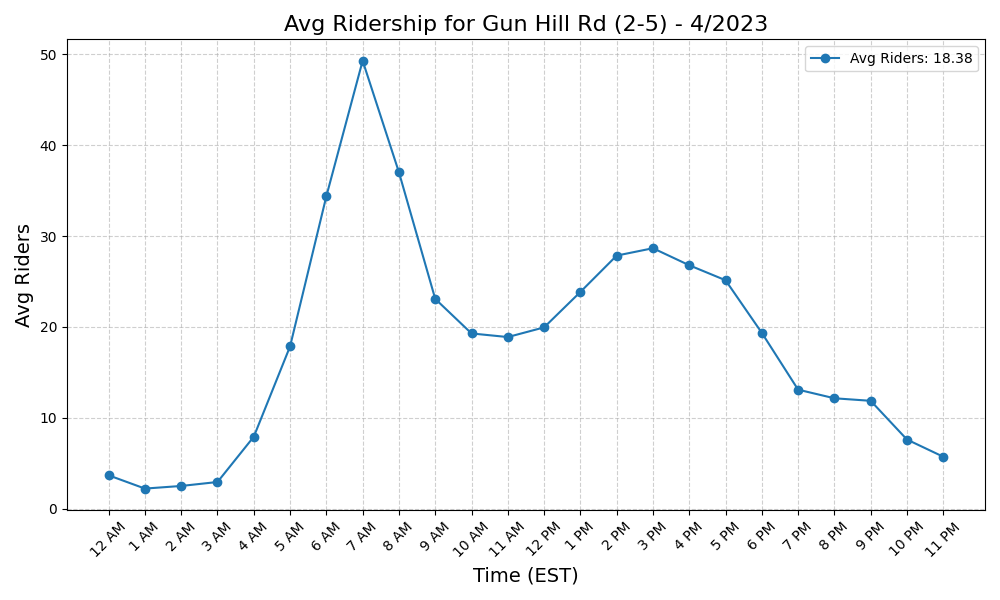 Avg Ridership for Gun Hill Rd (2-5) - 4/2023
Avg Riders: 18.38
Avg Riders
50
40
30
20
10
0
12 AM
1 AM
2 AM
3 AM
4 AM
5 AM
6 AM
7 AM
8 AM
9 AM
10 AM
11 AM
12 PM
1 PM
2 PM
3 PM
4 PM
5 PM
6 PM
7 PM
8 PM
9 PM
10 PM
11 PM
Time (EST)